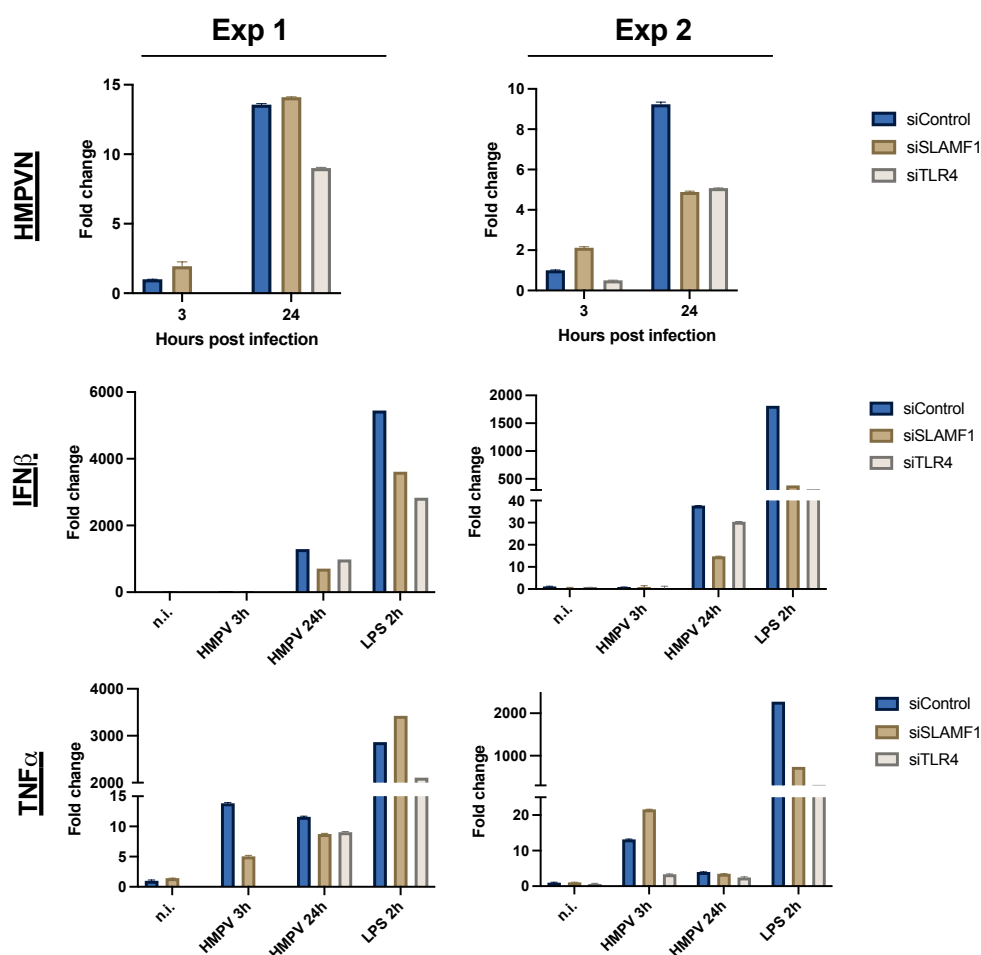 Exp 1
Exp 2
HMPVN
Fold change
15
10
5
0
3
24
Hours post infection
Fold change
10
8
6
4
2
0
3
24
Hours post infection
siControl
siSLAMF1
siTLR4
IFNβ
Fold change
6000
4000
2000
0
n.i.
HMPV 3h
HMPV 24h
LPS 2h
Fold change
2000
1500
1000
500
40
30
20
10
0
n.i.
HMPV 3h
HMPV 24h
LPS 2h
siControl
siSLAMF1
siTLR4
TNFα
Fold change
4000
3000
2000
15
10
5
0
n.i.
HMPV 3h
HMPV 24h
LPS 2h
Fold change
2000
1000
20
10
0
n.i.
HMPV 3h
HMPV 24h
LPS 2h
siControl
siSLAMF1
siTLR4